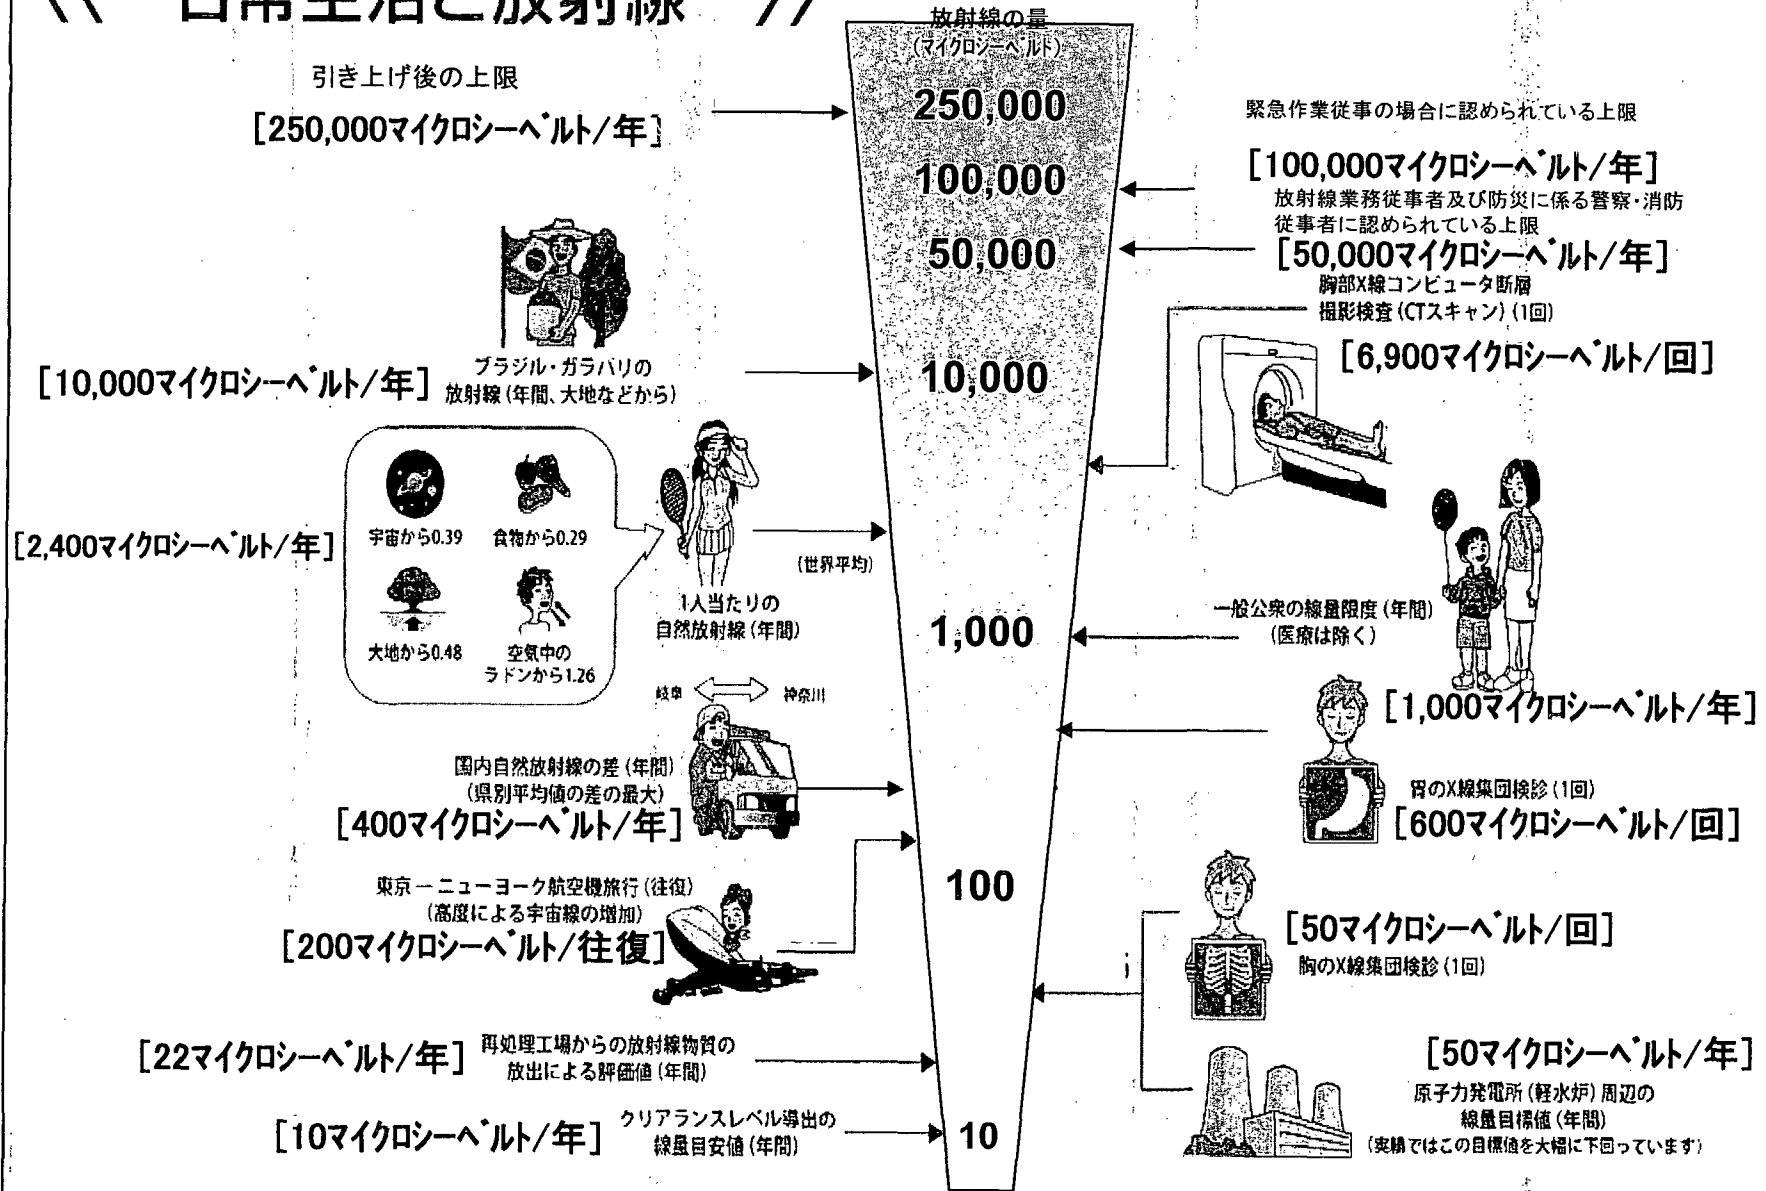 日常生活と放射線
放射線の量
(マイクロシーベルト)
250,000
100,000
50,000
10,000
1,000
100
10
引き上げ後の上限
[250,000マイクロシーベルト/年]
[10,000マイクロシーベルト/年]
ブラジル・ガラパリの
放射線(年間、大地などから)
[2,400マイクロシーベルト/年]
宇宙から0.39
食物から0.29
大地から0.48
空気中の
ラドンから1.26
(世界平均)
1人当たりの
自然放射線(年間)
岐阜
神奈川
国内自然放射線の差(年間)
(県別平均値の差の最大)
[400マイクロシーベルト/年]
東京ーニューヨーク航空機旅行(往復)
(高度による宇宙線の増加)
[200マイクロシーベルト/往復]
[22マイクロシーベルト/年]
再処理工場からの放射線物質の
放出による評価値(年間)
[10マイクロシーベルト/年]
クリアランスレベル導出の
線量目安値(年間)
緊急作業従事の場合に認められている上限
[100,000マイクロシーベルト/年]
放射線業務従事者及び防災に係る警察・消防
従事者に認められている上限
[50,000マイクロシーベルト/年]
胸部X線コンピュータ断層
撮影検査(CTスキャン)(1回)
[6,900マイクロシーベルト/回]
一般公衆の線量限度(年間)
(医療は除く)
[1,000マイクロシーベルト/年]
胃のX線集団検診(1回)
[600マイクロシーベルト/回]
[50マイクロシーベルト/回]
胸のX線集団検診(1回)
[50マイクロシーベルト/年]
原子力発電所(軽水炉)周辺の
線量目標値(年間)
(実績ではこの目標値を大幅に下回っています)